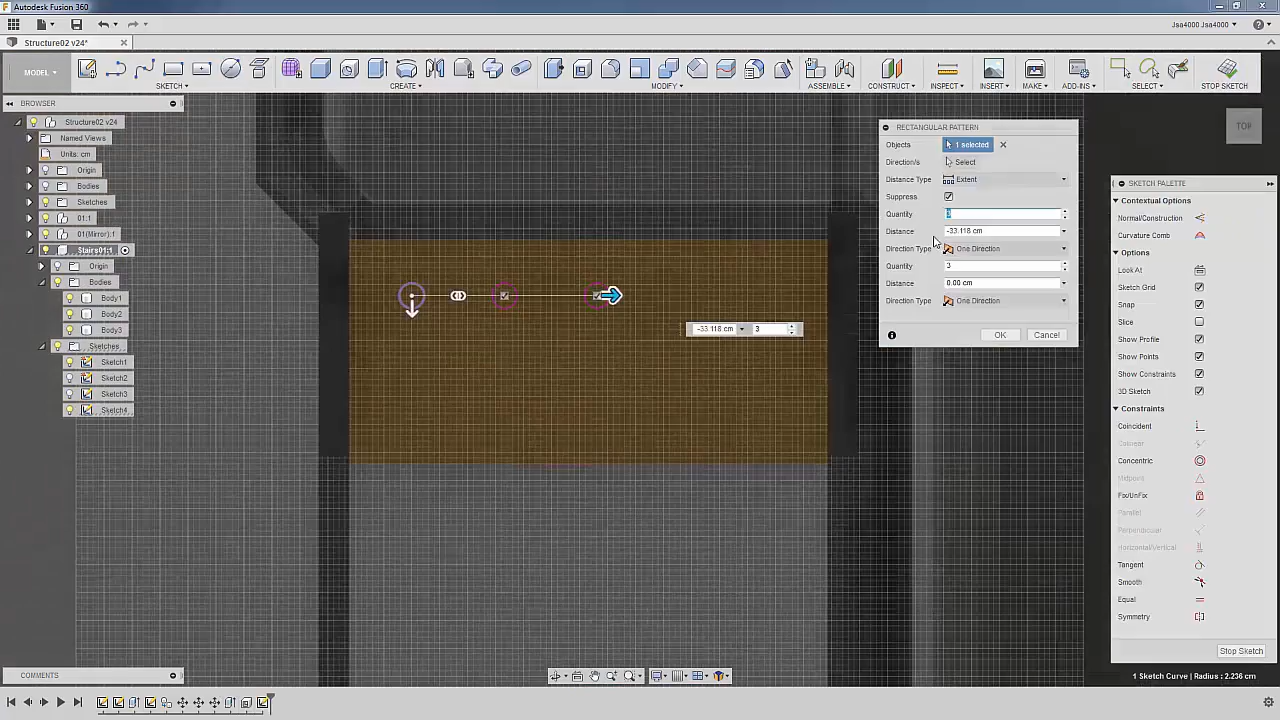 Autodesk Fusion 360
Jsa4000 Jsa4000
Structure02 v24*
MODEL
SKETCH
CREATE
MODIFY
ASSEMBLE
CONSTRUCT
INSPECT
INSERT
MAKE
ADD-INS
SELECT
STOP SKETCH
BROWSER
Structure02 v24
Named Views
Units: cm
Origin
Bodies
Sketches
01:1
01(Mirror):1
Stairs01:1
Origin
Bodies
Body1
Body2
Body3
Sketches
Sketch1
Sketch2
Sketch3
Sketch4
-33.118 cm
3
TOP
RECTANGULAR PATTERN
Objects 1 selected
Direction/s Select
Distance Type Extent
Suppress
Quantity 3
Distance -33.118 cm
Direction Type One Direction
Quantity 3
Distance 0.00 cm
Direction Type One Direction
OK Cancel
SKETCH PALETTE
Contextual Options
Normal/Construction
Curvature Comb
Options
Look At
Sketch Grid
Snap
Slice
Show Profile
Show Points
Show Constraints
3D Sketch
Constraints
Coincident
Colinear
Concentric
Midpoint
Fix/UnFix
Parallel
Perpendicular
Horizontal/Vertical
Tangent
Smooth
Equal
Symmetry
Stop Sketch
COMMENTS
1 Sketch Curve | Radius : 2.236 cm